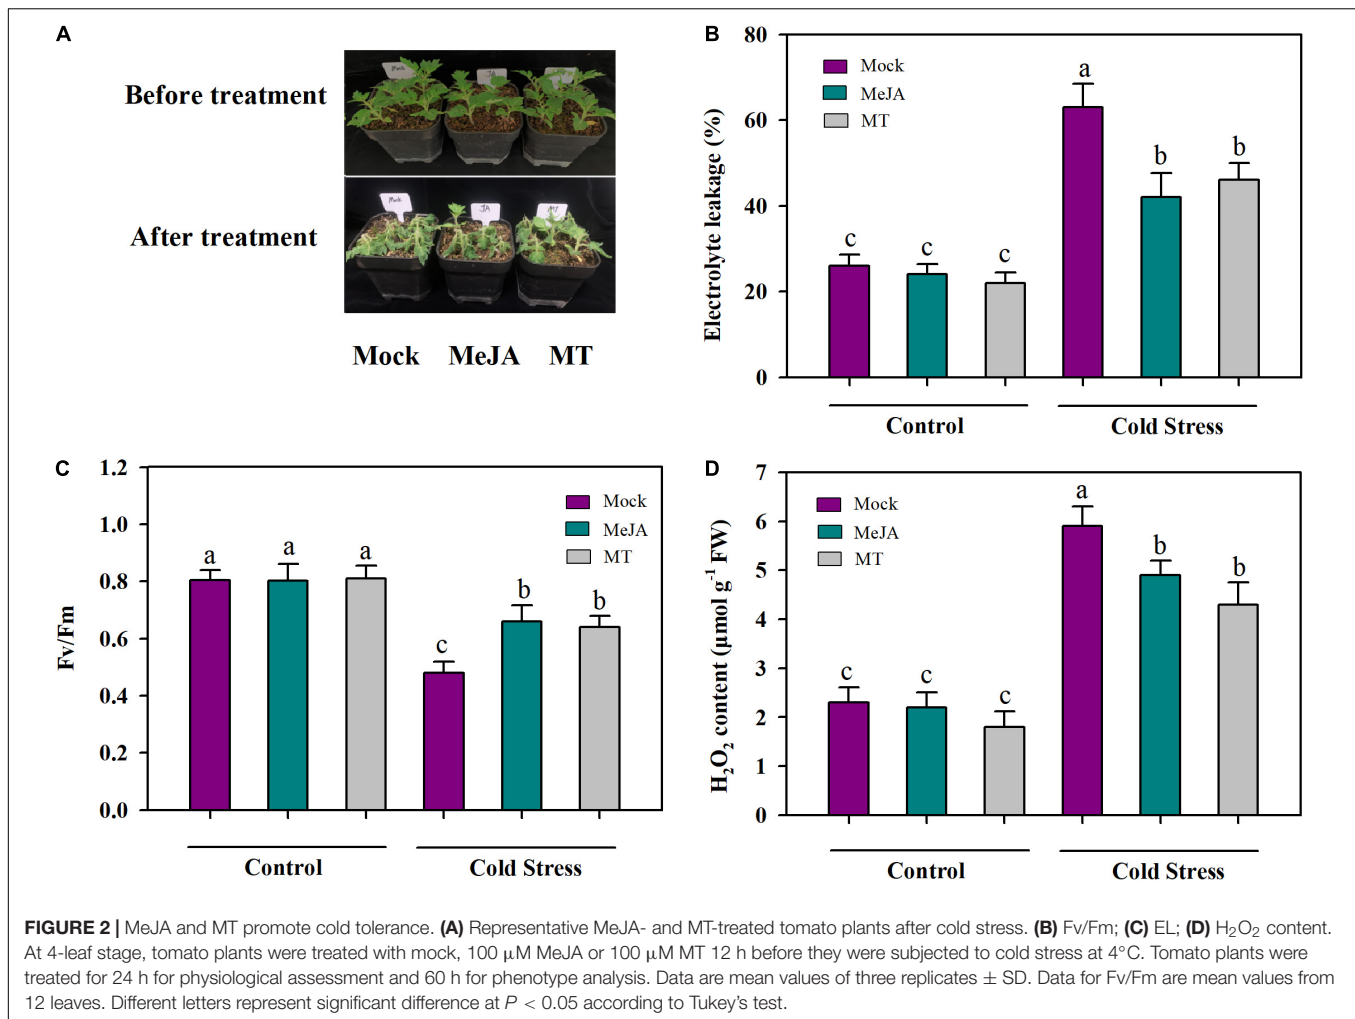 A
Before treatment
After treatment
Mock
JA
MT
Mock MeJA MT
B
Electrolyte leakage (%)
80
60
40
20
0
Mock
MeJA
MT
c
c
c
a
b
b
Control
Cold Stress
C
Fv/Fm
1.2
1.0
0.8
0.6
0.4
0.2
0.0
Mock
MeJA
MT
a
a
a
c
b
b
Control
Cold Stress
D
H₂O₂ content (µmol g⁻¹ FW)
7
6
5
4
3
2
1
0
Mock
MeJA
MT
c
c
c
a
b
b
Control
Cold Stress
FIGURE 2 | MeJA and MT promote cold tolerance. (A) Representative MeJA- and MT-treated tomato plants after cold stress. (B) Fv/Fm; (C) EL; (D) H₂O₂ content.
At 4-leaf stage, tomato plants were treated with mock, 100 µM MeJA or 100 µM MT 12 h before they were subjected to cold stress at 4°C. Tomato plants were
treated for 24 h for physiological assessment and 60 h for phenotype analysis. Data are mean values of three replicates ± SD. Data for Fv/Fm are mean values from
12 leaves. Different letters represent significant difference at P < 0.05 according to Tukey's test.